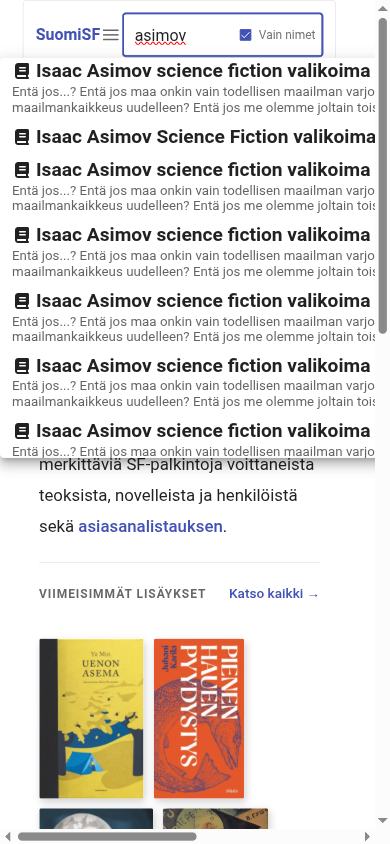 SuomiSF asimov Vain nimet
Isaac Asimov science fiction valikoima
Entä jos...? Entä jos maa onkin vain todellisen maailman varjo
maailmankaikkeus uudelleen? Entä jos me olemme joltain tois
Isaac Asimov Science Fiction valikoima
Isaac Asimov science fiction valikoima
Entä jos...? Entä jos maa onkin vain todellisen maailman varjo
maailmankaikkeus uudelleen? Entä jos me olemme joltain tois
Isaac Asimov science fiction valikoima
Entä jos...? Entä jos maa onkin vain todellisen maailman varjo
maailmankaikkeus uudelleen? Entä jos me olemme joltain tois
Isaac Asimov science fiction valikoima
Entä jos...? Entä jos maa onkin vain todellisen maailman varjo
maailmankaikkeus uudelleen? Entä jos me olemme joltain tois
Isaac Asimov science fiction valikoima
Entä jos...? Entä jos maa onkin vain todellisen maailman varjo
maailmankaikkeus uudelleen? Entä jos me olemme joltain tois
Isaac Asimov science fiction valikoima
Entä jos...? Entä jos maa onkin vain todellisen maailman varjo
merkittäviä SF-palkintoja voittaneista
teoksista, novelleista ja henkilöistä
sekä asiasanalistauksen.
VIIMEISIMMÄT LISÄYKSET Katso kaikki →
Yu Miri
UENON
ASEMA
Juhani
Karila
PIENEN
HAUEN
PYYDYSTYS